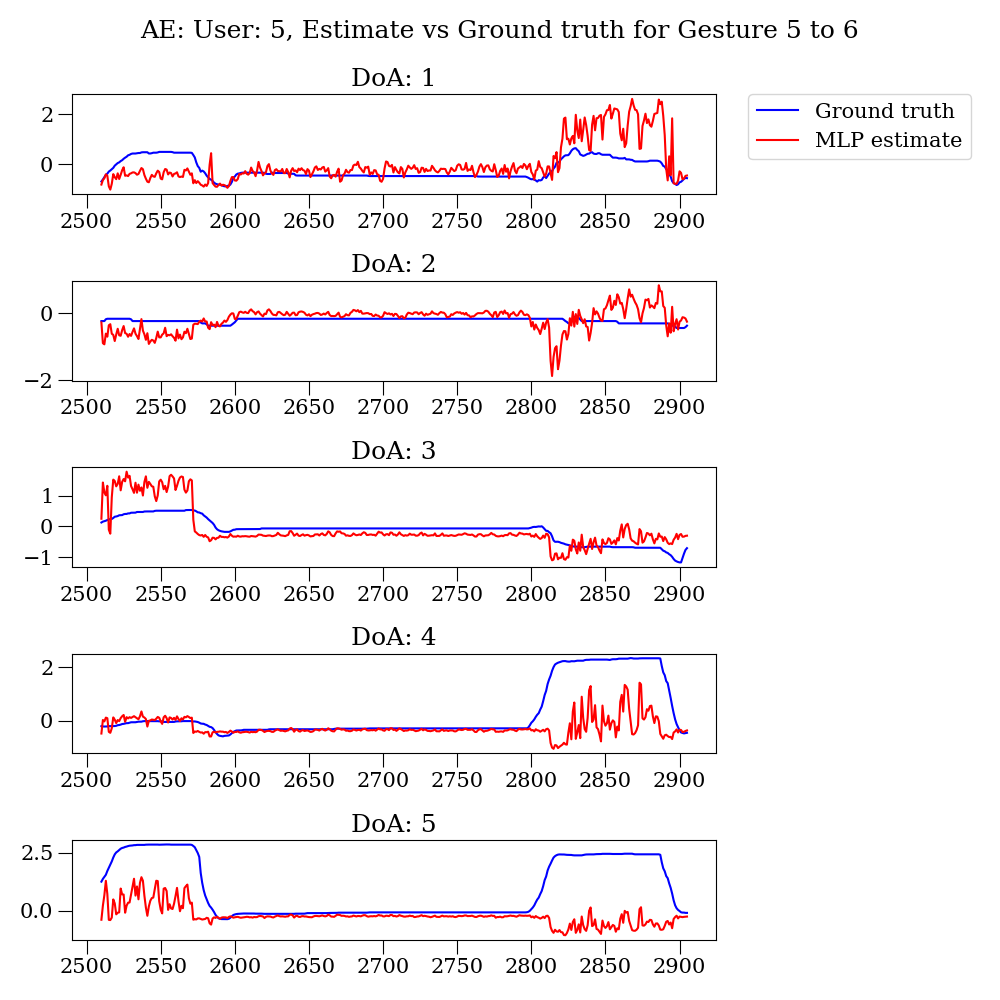 AE: User: 5, Estimate vs Ground truth for Gesture 5 to 6
DoA: 1
2
0
2500 2550 2600 2650 2700 2750 2800 2850 2900
Ground truth
MLP estimate
DoA: 2
0
−2
2500 2550 2600 2650 2700 2750 2800 2850 2900
DoA: 3
1
0
−1
2500 2550 2600 2650 2700 2750 2800 2850 2900
DoA: 4
2
0
2500 2550 2600 2650 2700 2750 2800 2850 2900
DoA: 5
2.5
0.0
2500 2550 2600 2650 2700 2750 2800 2850 2900